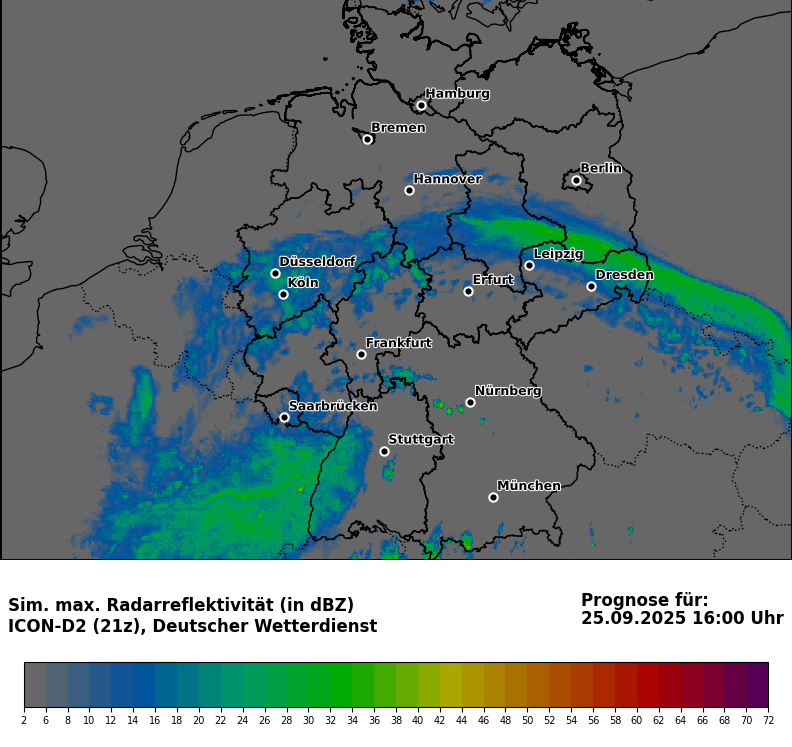 Hamburg
Bremen
Berlin
Hannover
Düsseldorf
Leipzig
Köln
Erfurt
Dresden
Frankfurt
Nürnberg
Saarbrücken
Stuttgart
München
Sim. max. Radarreflektivität (in dBZ)
ICON-D2 (21z), Deutscher Wetterdienst
Prognose für:
25.09.2025 16:00 Uhr
2 6 8 10 12 14 16 18 20 22 24 26 28 30 32 34 36 38 40 42 44 46 48 50 52 54 56 58 60 62 64 66 68 70 72